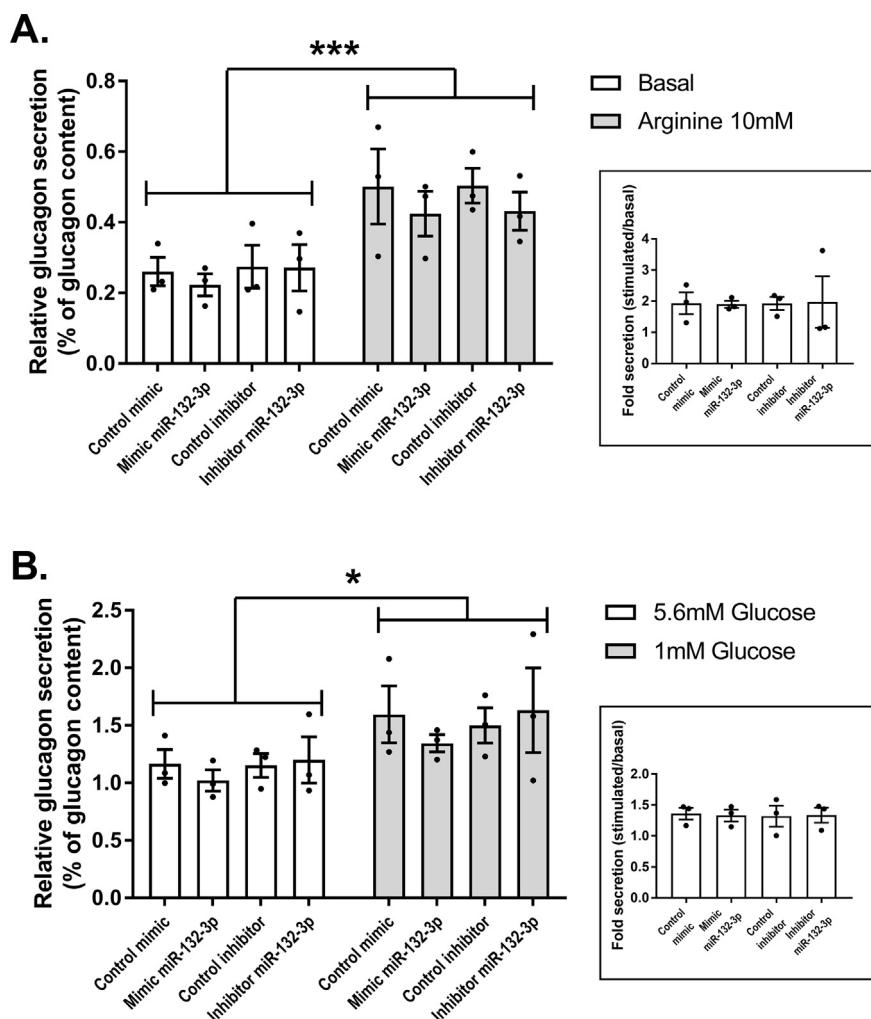 A.
***
Relative glucagon secretion
(% of glucagon content)
0.8
0.6
0.4
0.2
0.0
Control mimic
Mimic miR-132-3p
Control inhibitor
Inhibitor miR-132-3p
Control mimic
Mimic miR-132-3p
Control inhibitor
Inhibitor miR-132-3p
Basal
Arginine 10mM
Fold secretion (stimulated/basal)
4
3
2
1
0
Control
mimic
Mimic
miR-132-3p
Control
inhibitor
Inhibitor
miR-132-3p
B.
*
Relative glucagon secretion
(% of glucagon content)
2.5
2.0
1.5
1.0
0.5
0.0
Control mimic
Mimic miR-132-3p
Control inhibitor
Inhibitor miR-132-3p
Control mimic
Mimic miR-132-3p
Control inhibitor
Inhibitor miR-132-3p
5.6mM Glucose
1mM Glucose
Fold secretion (stimulated/basal)
2.0
1.5
1.0
0.5
0.0
Control
mimic
Mimic
miR-132-3p
Control
inhibitor
Inhibitor
miR-132-3p